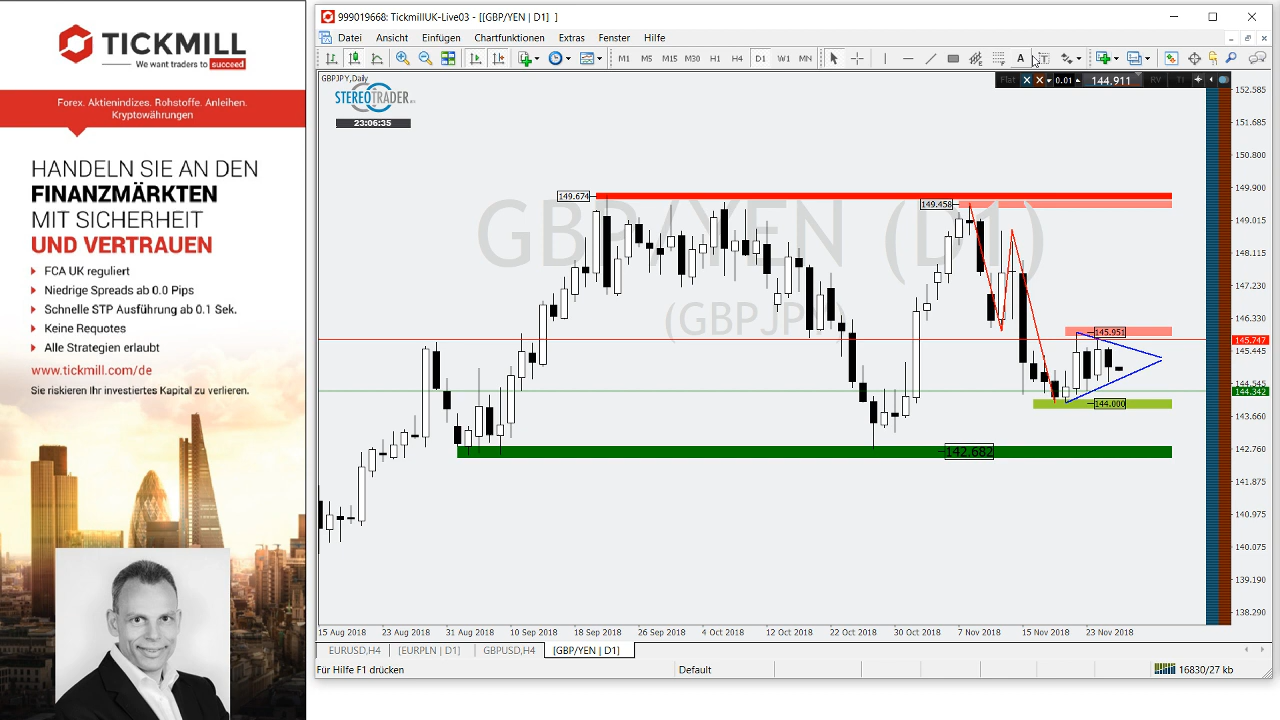 TICKMILL
We want traders to succeed
Forex. Aktienindizes. Rohstoffe. Anleihen.
Kryptowährungen
HANDELN SIE AN DEN
FINANZMÄRKTEN
MIT SICHERHEIT
UND VERTRAUEN
FCA UK reguliert
Niedrige Spreads ab 0.0 Pips
Schnelle STP Ausführung ab 0.1 Sek.
Keine Requotes
Alle Strategien erlaubt
www.tickmill.com/de
Sie riskieren Ihr investiertes Kapital zu verlieren.
999019668: TickmillUK-Live03 - [[GBP/YEN | D1] ]
Datei Ansicht Einfügen Chartfunktionen Extras Fenster Hilfe
M1 M5 M15 M30 H1 H4 D1 W1 MN
A
GBPJPY,Daily
STEREOTRADER
23:06:35
Flat X X 0.01 144.911 RV
GBP/YEN (D1)
(GBPJPY)
149.674
149.458
145.951
144.000
142.682
152.585
151.685
150.800
149.900
149.015
148.115
147.230
146.330
145.747
145.445
144.545
144.342
143.660
142.760
141.875
140.975
140.075
139.190
138.290
15 Aug 2018 23 Aug 2018 31 Aug 2018 10 Sep 2018 18 Sep 2018 26 Sep 2018 4 Oct 2018 12 Oct 2018 22 Oct 2018 30 Oct 2018 7 Nov 2018 15 Nov 2018 23 Nov 2018
EURUSD,H4 [EURPLN | D1] GBPUSD,H4 [GBP/YEN | D1]
Für Hilfe F1 drücken Default 16830/27 kb